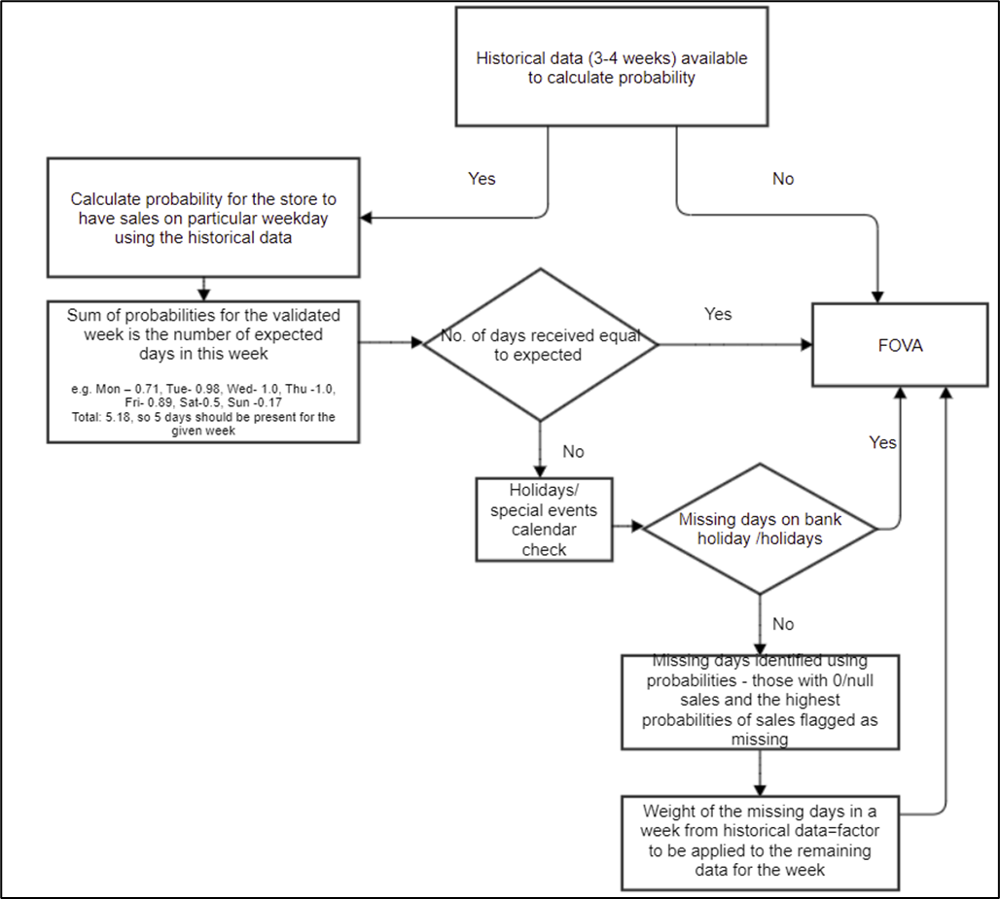 Historical data (3-4 weeks) available
to calculate probability
Yes
No
Calculate probability for the store to
have sales on particular weekday
using the historical data
Sum of probabilities for the validated
week is the number of expected
days in this week
e.g. Mon – 0.71, Tue- 0.98, Wed- 1.0, Thu -1.0,
Fri- 0.89, Sat-0.5, Sun -0.17
Total: 5.18, so 5 days should be present for the
given week
No. of days received equal
to expected
Yes
FOVA
No
Yes
Holidays/
special events
calendar
check
Missing days on bank
holiday /holidays
No
Missing days identified using
probabilities - those with 0/null
sales and the highest
probabilities of sales flagged as
missing
Weight of the missing days in a
week from historical data=factor
to be applied to the remaining
data for the week